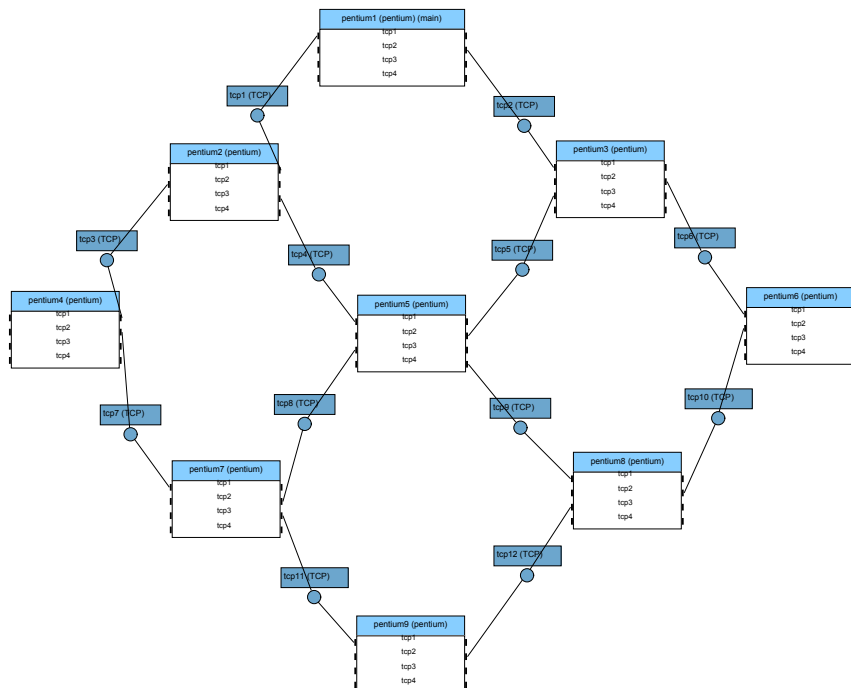 pentium1 (pentium) (main)
tcp1
tcp2
tcp3
tcp4
tcp1 (TCP)
tcp2 (TCP)
pentium2 (pentium)
tcp1
tcp2
tcp3
tcp4
pentium3 (pentium)
tcp1
tcp2
tcp3
tcp4
tcp3 (TCP)
tcp4 (TCP)
tcp5 (TCP)
tcp6 (TCP)
pentium4 (pentium)
tcp1
tcp2
tcp3
tcp4
pentium5 (pentium)
tcp1
tcp2
tcp3
tcp4
pentium6 (pentium)
tcp1
tcp2
tcp3
tcp4
tcp7 (TCP)
tcp8 (TCP)
tcp9 (TCP)
tcp10 (TCP)
pentium7 (pentium)
tcp1
tcp2
tcp3
tcp4
pentium8 (pentium)
tcp1
tcp2
tcp3
tcp4
tcp11 (TCP)
tcp12 (TCP)
pentium9 (pentium)
tcp1
tcp2
tcp3
tcp4